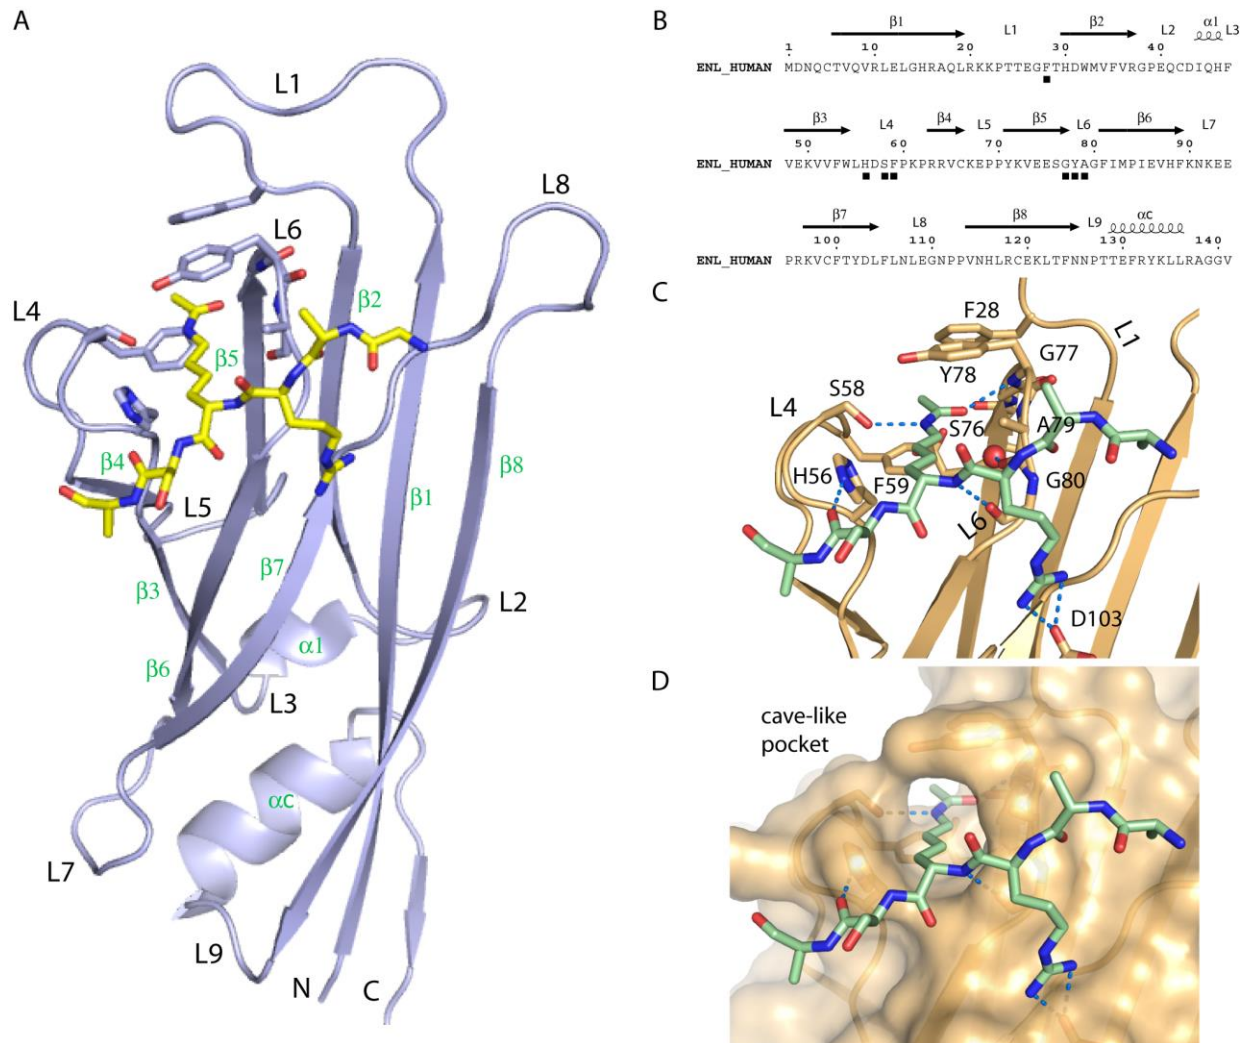 A
L1
L8
L6
L4
β2
β5
β4
L5
β8
β1
β3
β7
L2
α1
β6
L3
αc
L7
L9
N
C
B
β1 L1 β2 L2 α1 L3
1 10 20 30 40
ENL_HUMAN MDNQCTVQVRLELGHRAQLRKKPTTEGFTHDWMVFVRGPEQCDIQHF
β3 L4 β4 L5 β5 L6 β6 L7
50 60 70 80 90
ENL_HUMAN VEKVVFWLHDSFPKPRRVCKEPPYKVEESGYAGFIMPIEVHFKNKEE
β7 L8 β8 L9 αc
100 110 120 130 140
ENL_HUMAN PRKVCFTYDLFLNLEGNPPVNHLRCEKLTFNNPTTEFRYKLLRAGGV
C
F28
L1
G77
Y78
S58
L4
S76
A79
H56
F59
G80
L6
D103
D
cave-like
pocket